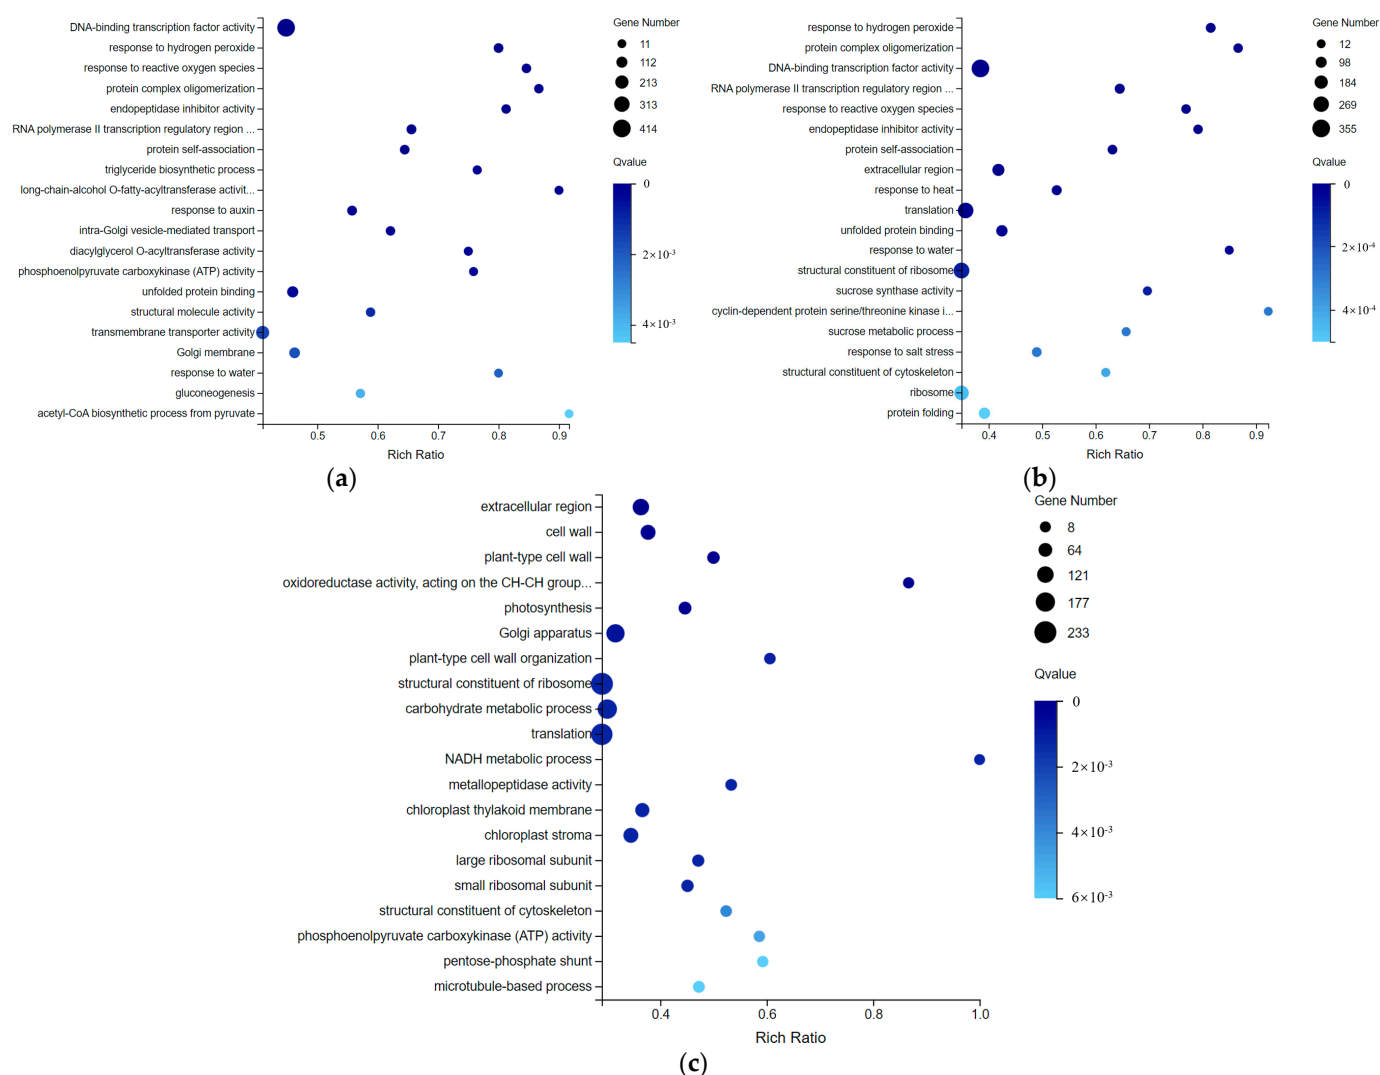 DNA-binding transcription factor activity
response to hydrogen peroxide
response to reactive oxygen species
protein complex oligomerization
endopeptidase inhibitor activity
RNA polymerase II transcription regulatory region ...
protein self-association
triglyceride biosynthetic process
long-chain-alcohol O-fatty-acyltransferase activit...
response to auxin
intra-Golgi vesicle-mediated transport
diacylglycerol O-acyltransferase activity
phosphoenolpyruvate carboxykinase (ATP) activity
unfolded protein binding
structural molecule activity
transmembrane transporter activity
Golgi membrane
response to water
gluconeogenesis
acetyl-CoA biosynthetic process from pyruvate
0.5 0.6 0.7 0.8 0.9
Rich Ratio
Gene Number
11
112
213
313
414
Qvalue
0
2×10⁻³
4×10⁻³
(a)
response to hydrogen peroxide
protein complex oligomerization
DNA-binding transcription factor activity
RNA polymerase II transcription regulatory region ...
response to reactive oxygen species
endopeptidase inhibitor activity
protein self-association
extracellular region
response to heat
translation
unfolded protein binding
response to water
structural constituent of ribosome
sucrose synthase activity
cyclin-dependent protein serine/threonine kinase i...
sucrose metabolic process
response to salt stress
structural constituent of cytoskeleton
ribosome
protein folding
0.4 0.5 0.6 0.7 0.8 0.9
Rich Ratio
Gene Number
12
98
184
269
355
Qvalue
0
2×10⁻⁴
4×10⁻⁴
(b)
extracellular region
cell wall
plant-type cell wall
oxidoreductase activity, acting on the CH-CH group...
photosynthesis
Golgi apparatus
plant-type cell wall organization
structural constituent of ribosome
carbohydrate metabolic process
translation
NADH metabolic process
metallopeptidase activity
chloroplast thylakoid membrane
chloroplast stroma
large ribosomal subunit
small ribosomal subunit
structural constituent of cytoskeleton
phosphoenolpyruvate carboxykinase (ATP) activity
pentose-phosphate shunt
microtubule-based process
0.4 0.6 0.8 1.0
Rich Ratio
Gene Number
8
64
121
177
233
Qvalue
0
2×10⁻³
4×10⁻³
6×10⁻³
(c)